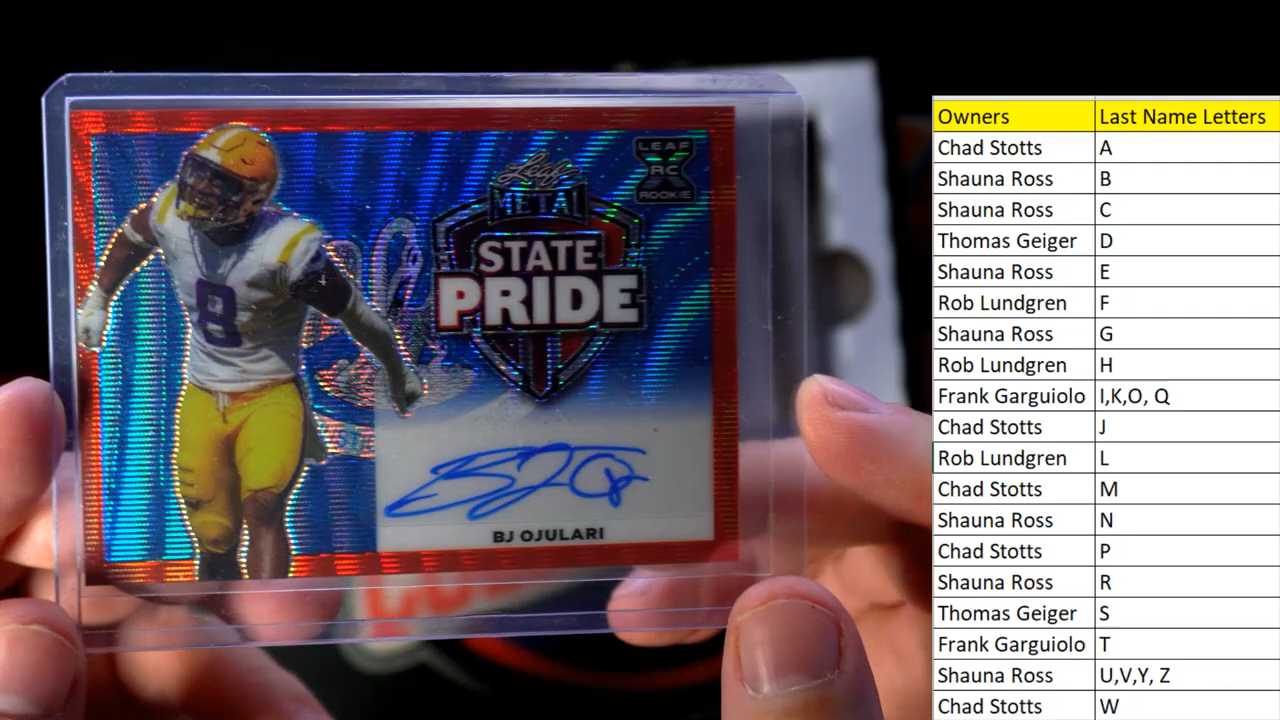 Leaf
METAL
STATE
PRIDE
LEAF
RC
ROOKIE
8
BJ OJULARI
Owners Last Name Letters
Chad Stotts A
Shauna Ross B
Shauna Ross C
Thomas Geiger D
Shauna Ross E
Rob Lundgren F
Shauna Ross G
Rob Lundgren H
Frank Garguiolo I,K,O, Q
Chad Stotts J
Rob Lundgren L
Chad Stotts M
Shauna Ross N
Chad Stotts P
Shauna Ross R
Thomas Geiger S
Frank Garguiolo T
Shauna Ross U,V,Y, Z
Chad Stotts W